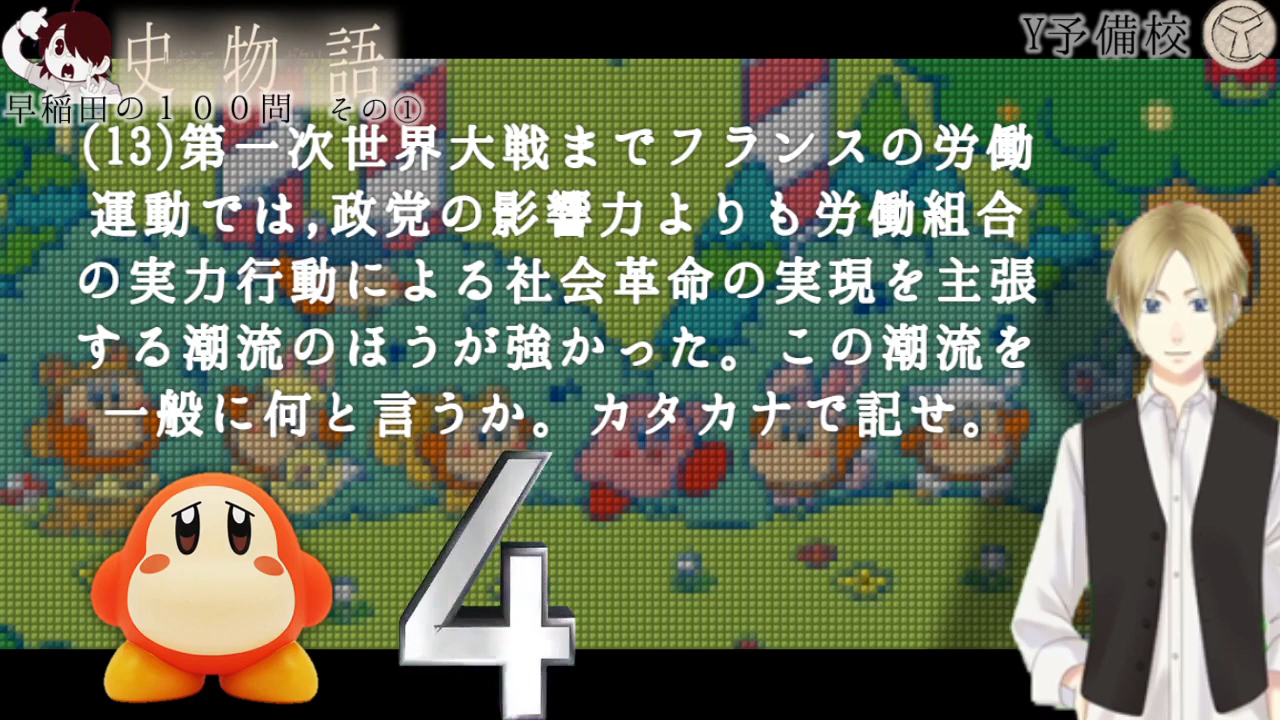 史物語
Y予備校
早稲田の１００問 その①
(13)第一次世界大戦までフランスの労働
運動では,政党の影響力よりも労働組合
の実力行動による社会革命の実現を主張
する潮流のほうが強かった。この潮流を
一般に何と言うか。カタカナで記せ。
4